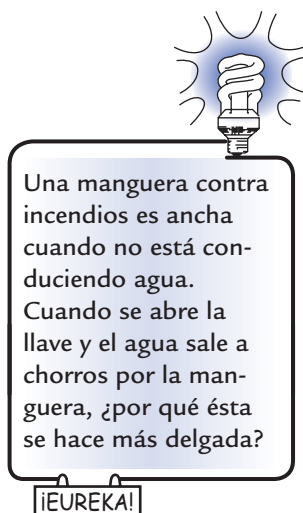 Una manguera contra
incendios es ancha
cuando no está con-
duciendo agua.
Cuando se abre la
llave y el agua sale a
chorros por la man-
guera, ¿por qué ésta
se hace más delgada?
¡EUREKA!